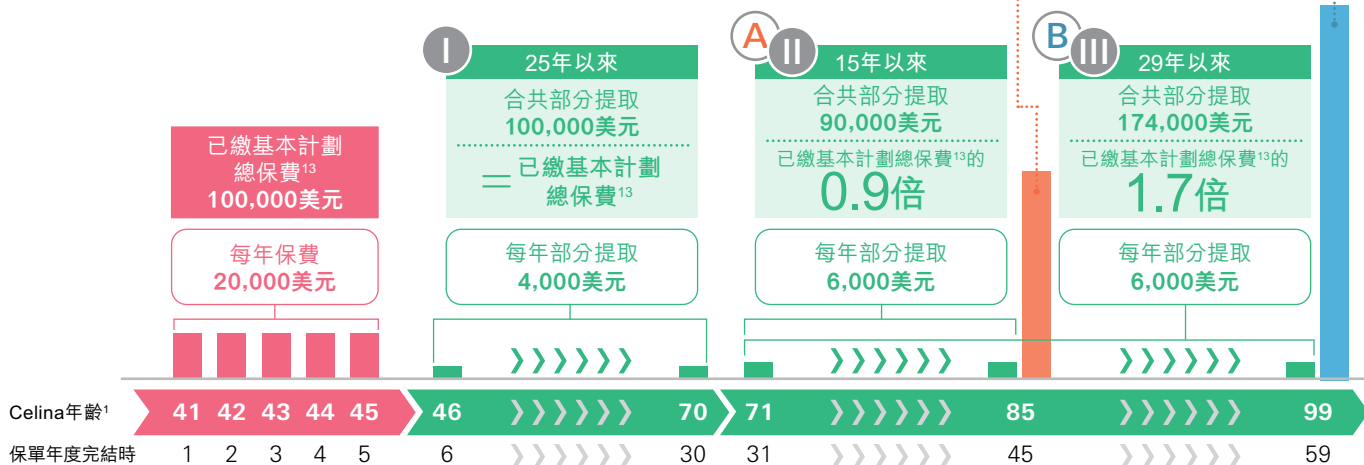 已繳基本計劃
總保費13
100,000美元
每年保費
20,000美元
I
25年以來
合共部分提取
100,000美元
=已繳基本計劃
總保費13
每年部分提取
4,000美元
A
II
15年以來
合共部分提取
90,000美元
已繳基本計劃總保費13的
0.9倍
每年部分提取
6,000美元
B
III
29年以來
合共部分提取
174,000美元
已繳基本計劃總保費13的
1.7倍
每年部分提取
6,000美元
Celina年齡1 41 42 43 44 45 46 70 71 85 99
保單年度完結時 1 2 3 4 5 6 30 31 45 59